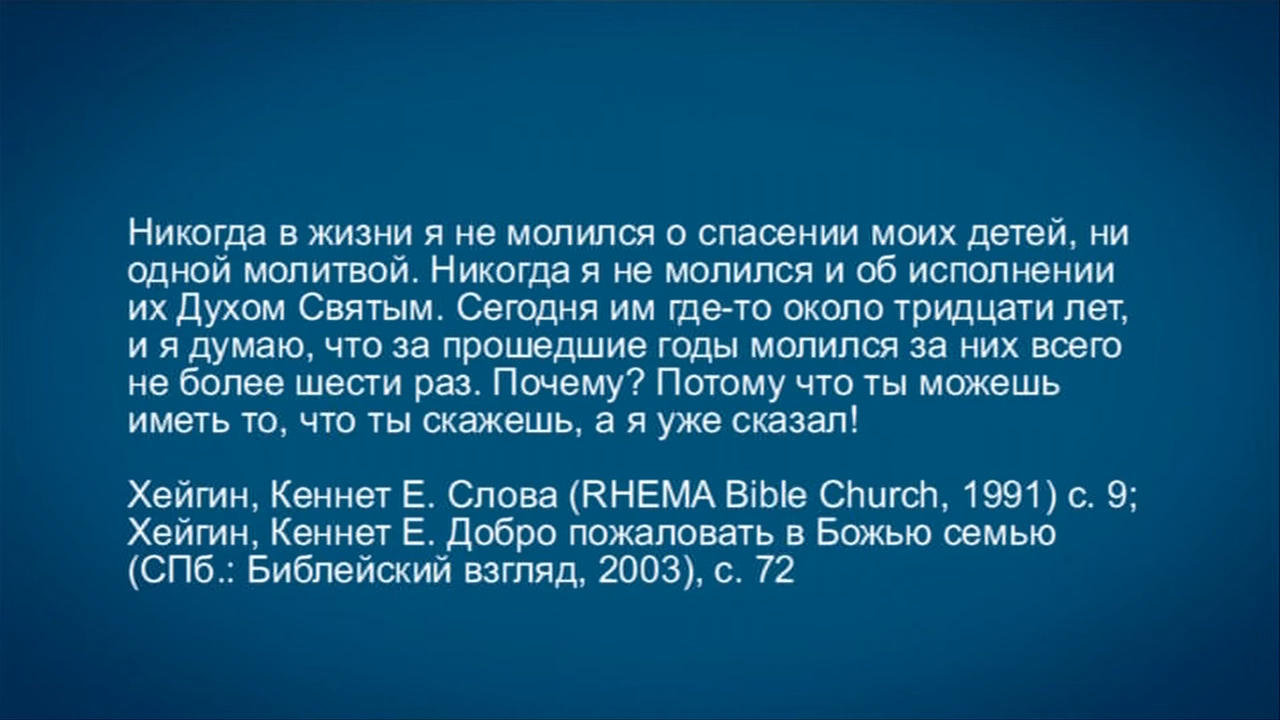 Никогда в жизни я не молился о спасении моих детей, ни
одной молитвой. Никогда я не молился и об исполнении
их Духом Святым. Сегодня им где-то около тридцати лет,
и я думаю, что за прошедшие годы молился за них всего
не более шести раз. Почему? Потому что ты можешь
иметь то, что ты скажешь, а я уже сказал!
Хейгин, Кеннет Е. Слова (RHEMA Bible Church, 1991) с. 9;
Хейгин, Кеннет Е. Добро пожаловать в Божью семью
(СПб.: Библейский взгляд, 2003), с. 72